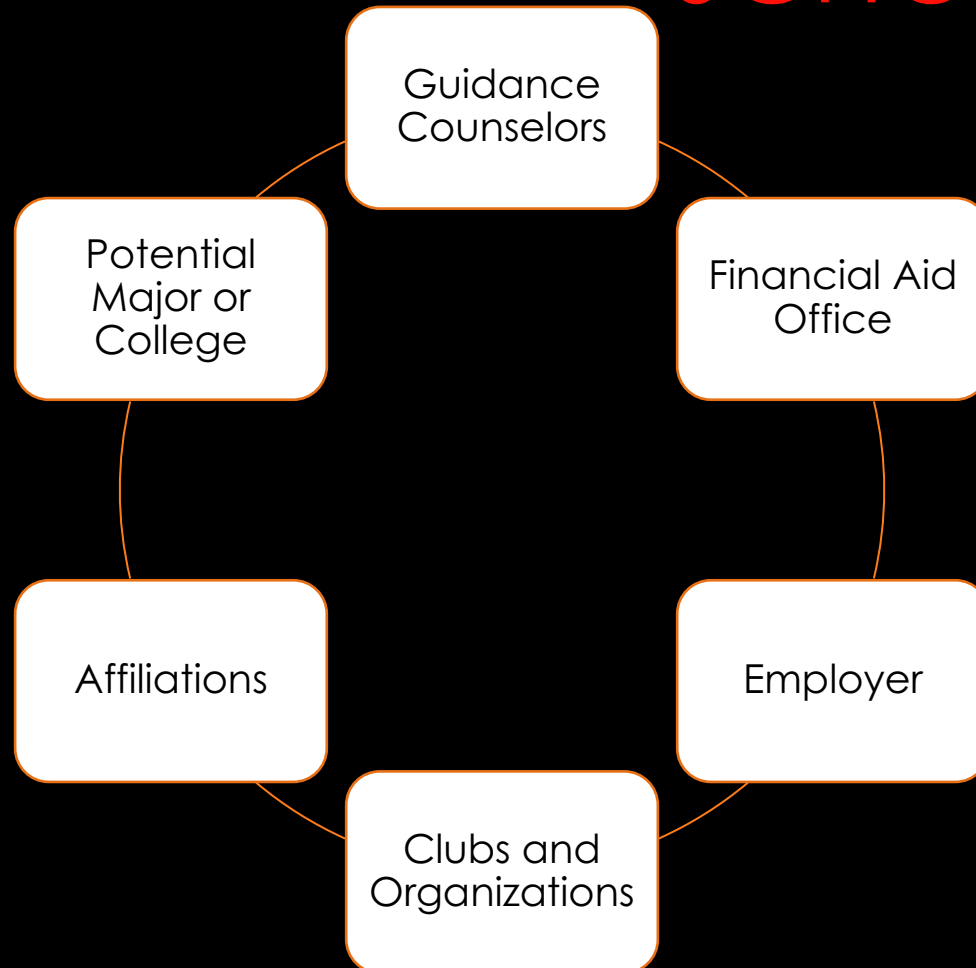 Guidance
Counselors
Financial Aid
Office
Employer
Clubs and
Organizations
Affiliations
Potential
Major or
College